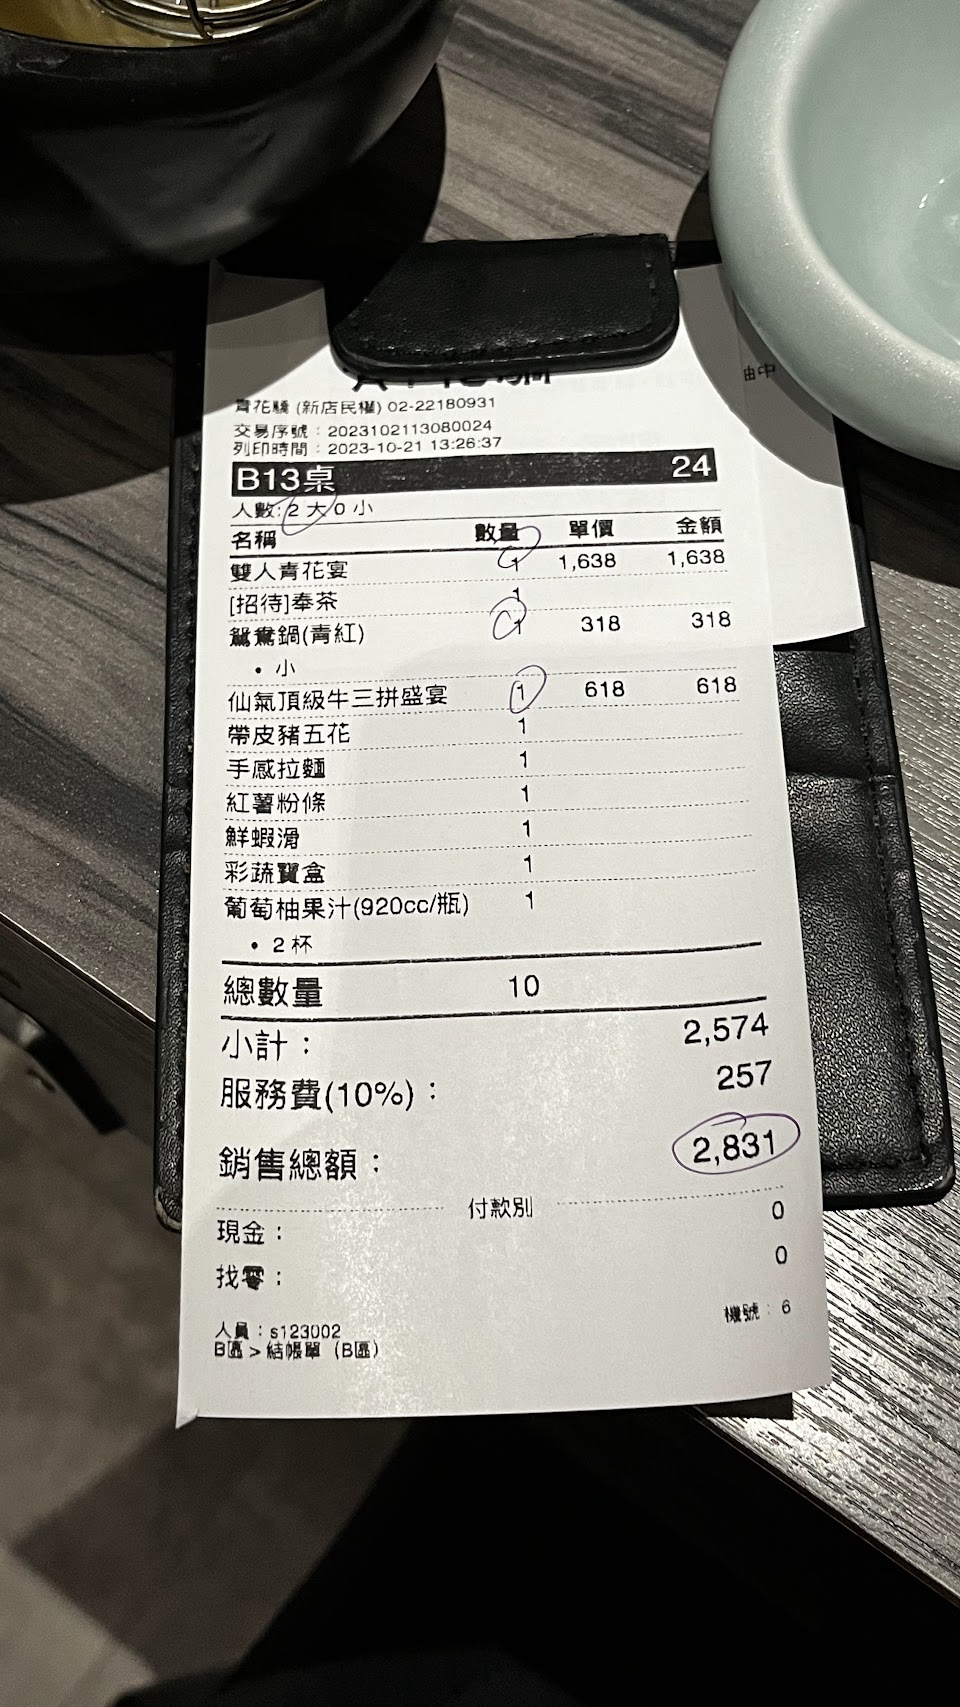 青花驕 (新店民權) 02-22180931
交易序號：2023102113080024
列印時間：2023-10-21 13:26:37
B13桌 24
人數: 2 大 0 小
名稱 數量 單價 金額
雙人青花宴 1 1,638 1,638
[招待]奉茶 1
鴛鴦鍋(青紅) 1 318 318
• 小
仙氣頂級牛三拼盛宴 1 618 618
帶皮豬五花 1
手感拉麵 1
紅薯粉條 1
鮮蝦滑 1
彩蔬寶盒 1
葡萄柚果汁(920cc/瓶) 1
• 2 杯
總數量 10
小計： 2,574
服務費(10%)： 257
銷售總額： 2,831
付款別
現金： 0
找零： 0
機號：6
人員：s123002
B區 > 結帳單 (B區)